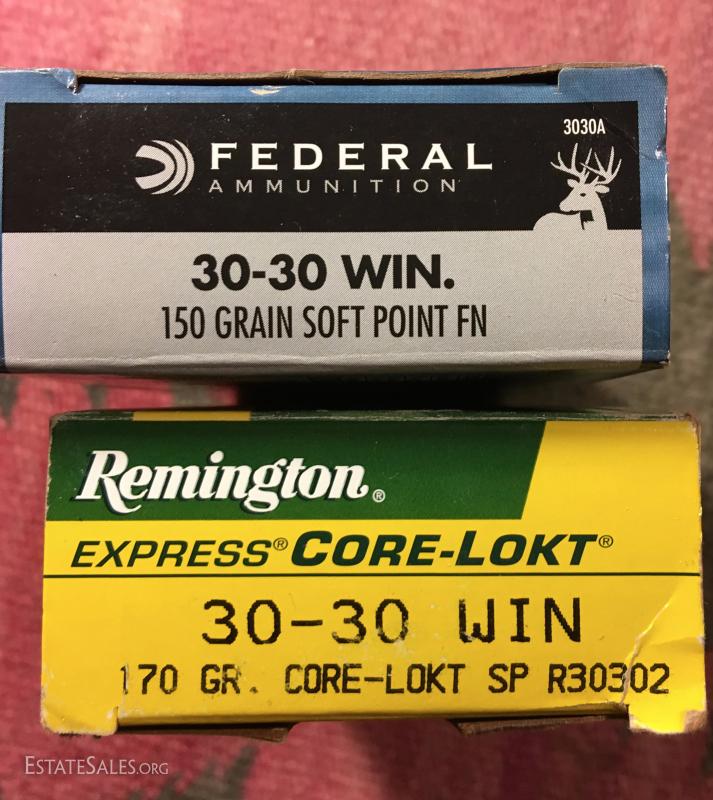 3030A
FEDERAL
AMMUNITION
30-30 WIN.
150 GRAIN SOFT POINT FN
Remington®
EXPRESS® CORE-LOKT®
30-30 WIN
170 GR. CORE-LOKT SP R30302
ESTATESALES.ORG